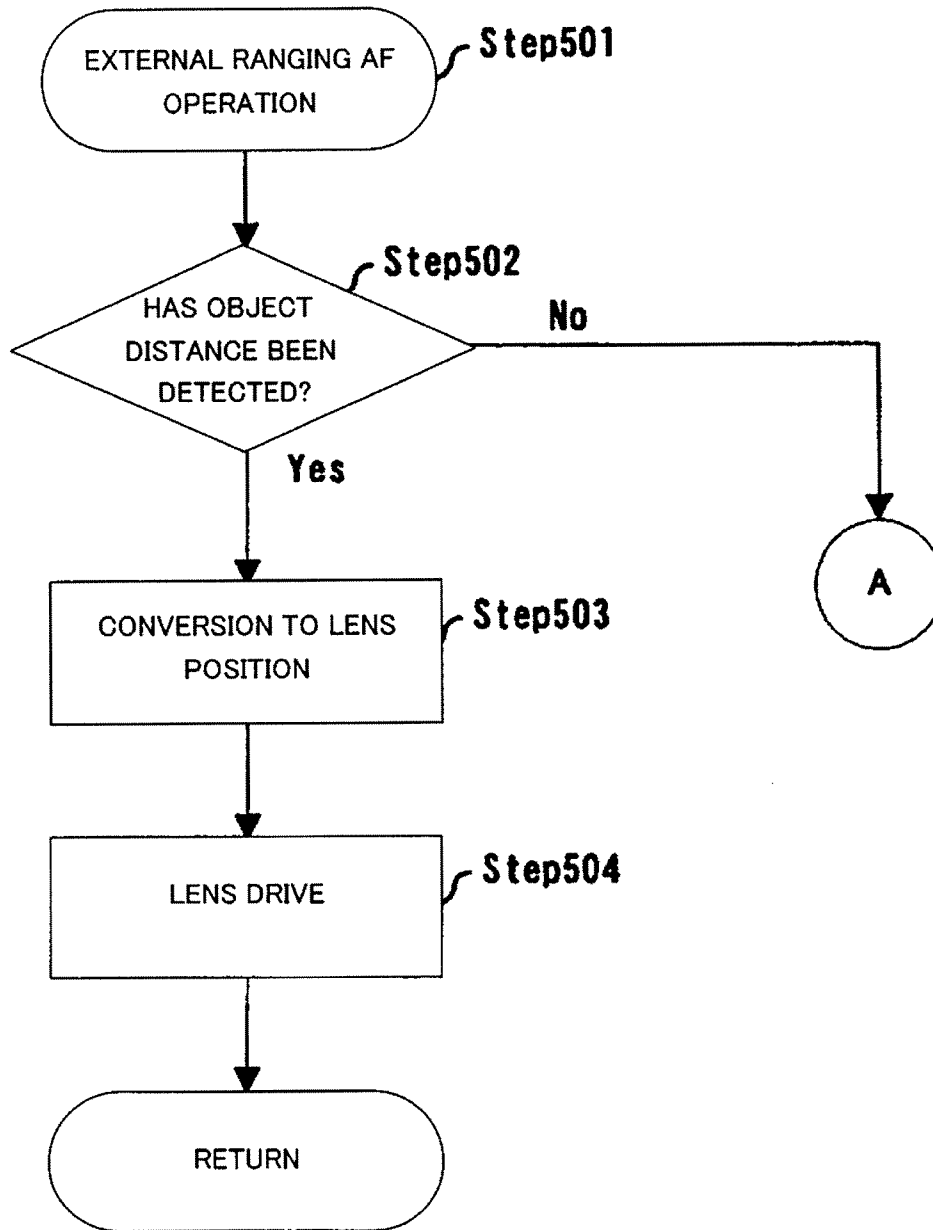 EXTERNAL RANGING AF
OPERATION
Step501
HAS OBJECT
DISTANCE BEEN
DETECTED?
Step502
No
Yes
A
CONVERSION TO LENS
POSITION
Step503
LENS DRIVE
Step504
RETURN